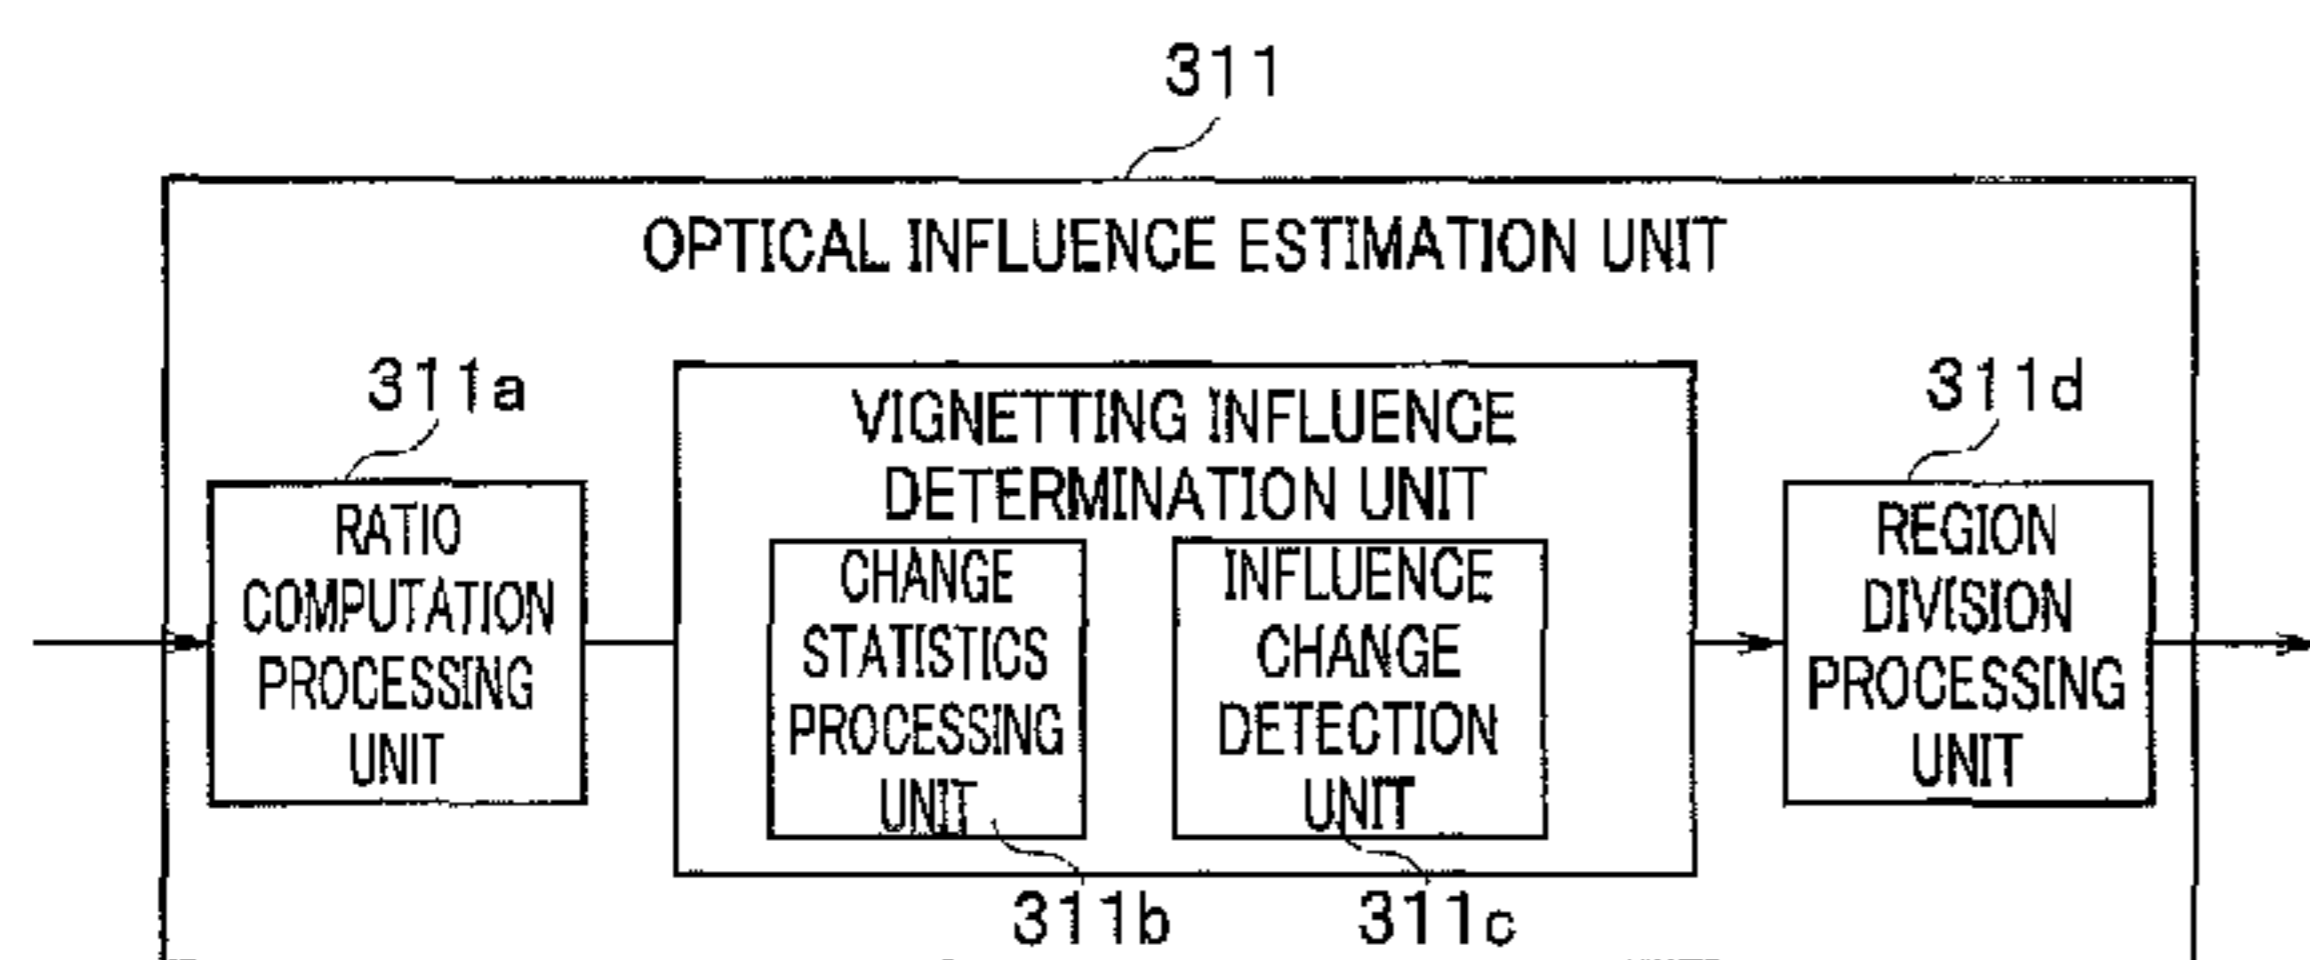 311
OPTICAL INFLUENCE ESTIMATION UNIT
311a
RATIO
COMPUTATION
PROCESSING
UNIT
VIGNETTING INFLUENCE
DETERMINATION UNIT
CHANGE
STATISTICS
PROCESSING
UNIT
311b
INFLUENCE
CHANGE
DETECTION
UNIT
311c
311d
REGION
DIVISION
PROCESSING
UNIT